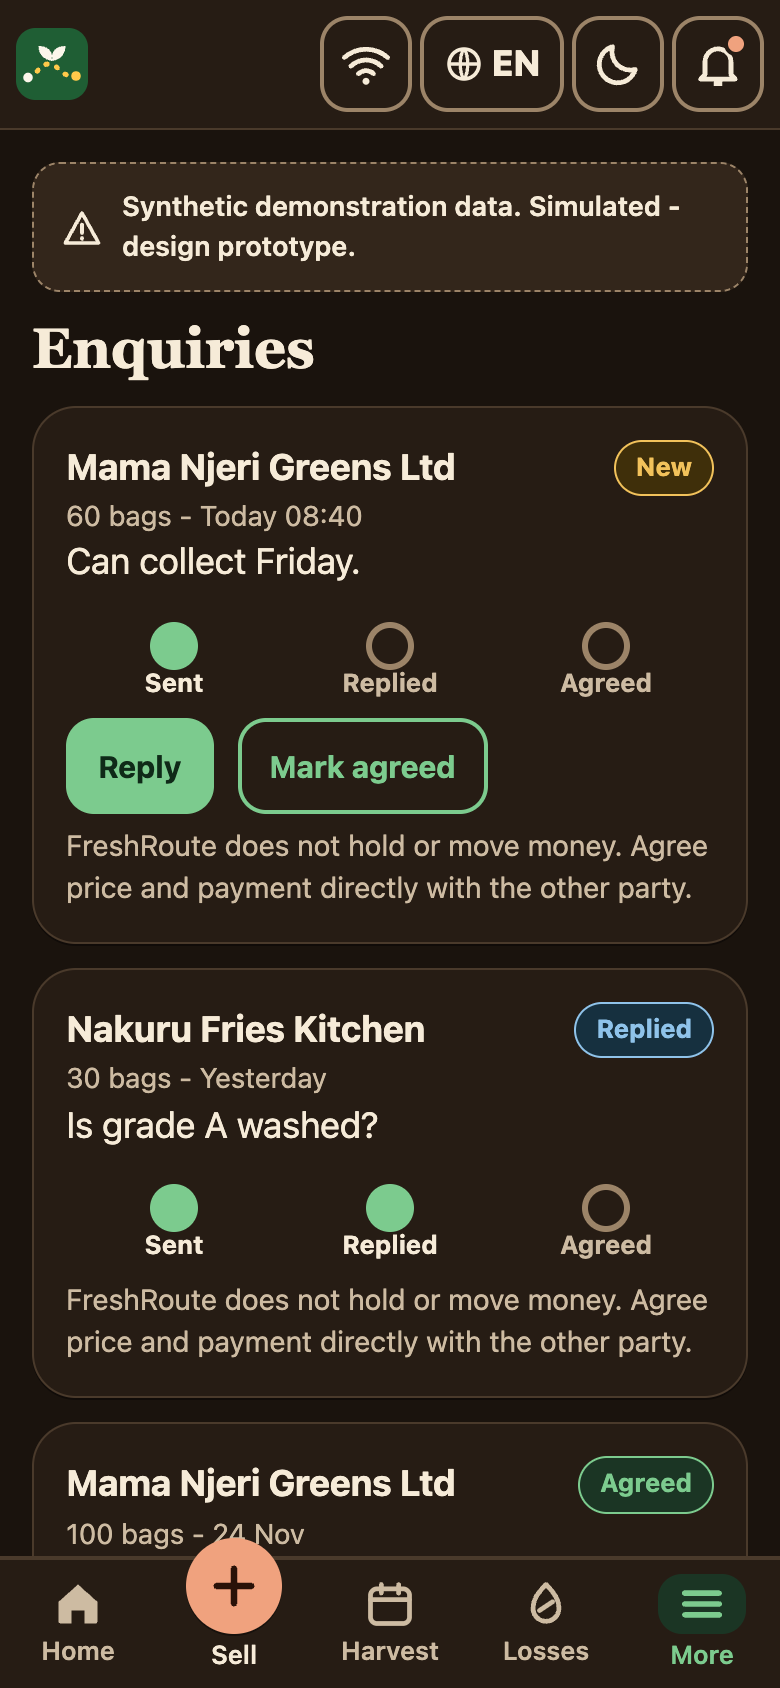 EN
Synthetic demonstration data. Simulated -
design prototype.
Enquiries
Mama Njeri Greens Ltd
New
60 bags - Today 08:40
Can collect Friday.
Sent
Replied
Agreed
Reply
Mark agreed
FreshRoute does not hold or move money. Agree
price and payment directly with the other party.
Nakuru Fries Kitchen
Replied
30 bags - Yesterday
Is grade A washed?
Sent
Replied
Agreed
FreshRoute does not hold or move money. Agree
price and payment directly with the other party.
Mama Njeri Greens Ltd
Agreed
100 bags - 24 Nov
Home
Sell
Harvest
Losses
More